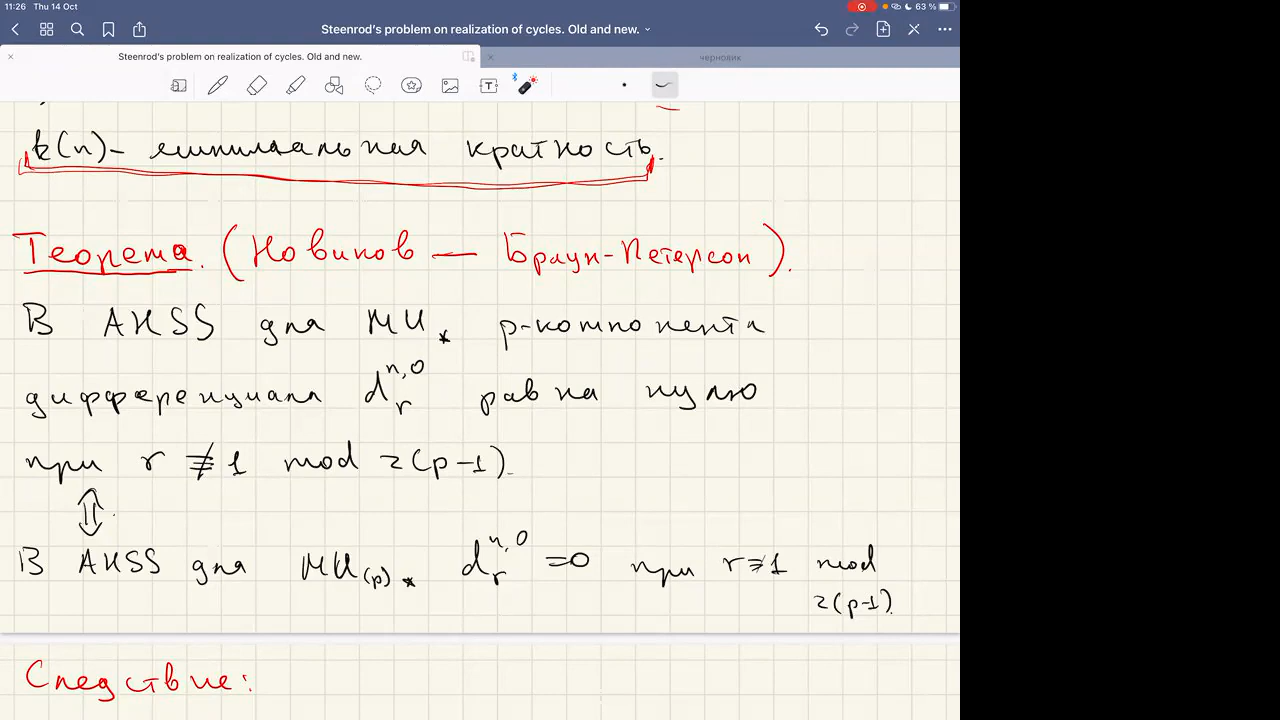 11:26 Thu 14 Oct
63 %
Steenrod's problem on realization of cycles. Old and new.
Steenrod's problem on realization of cycles. Old and new.
черновик
k(n) – минимальная кратность.
Теорема. (Новиков — Браун-Петерсон).
В AHSS для MU* p-компонента
дифференциала d_r^{n,0} равна нулю
при r ≢ 1 mod 2(p-1).
⇕
В AHSS для MU_{(p)*} d_r^{n,0} = 0 при r ≢ 1 mod
2(p-1).
Следствие: